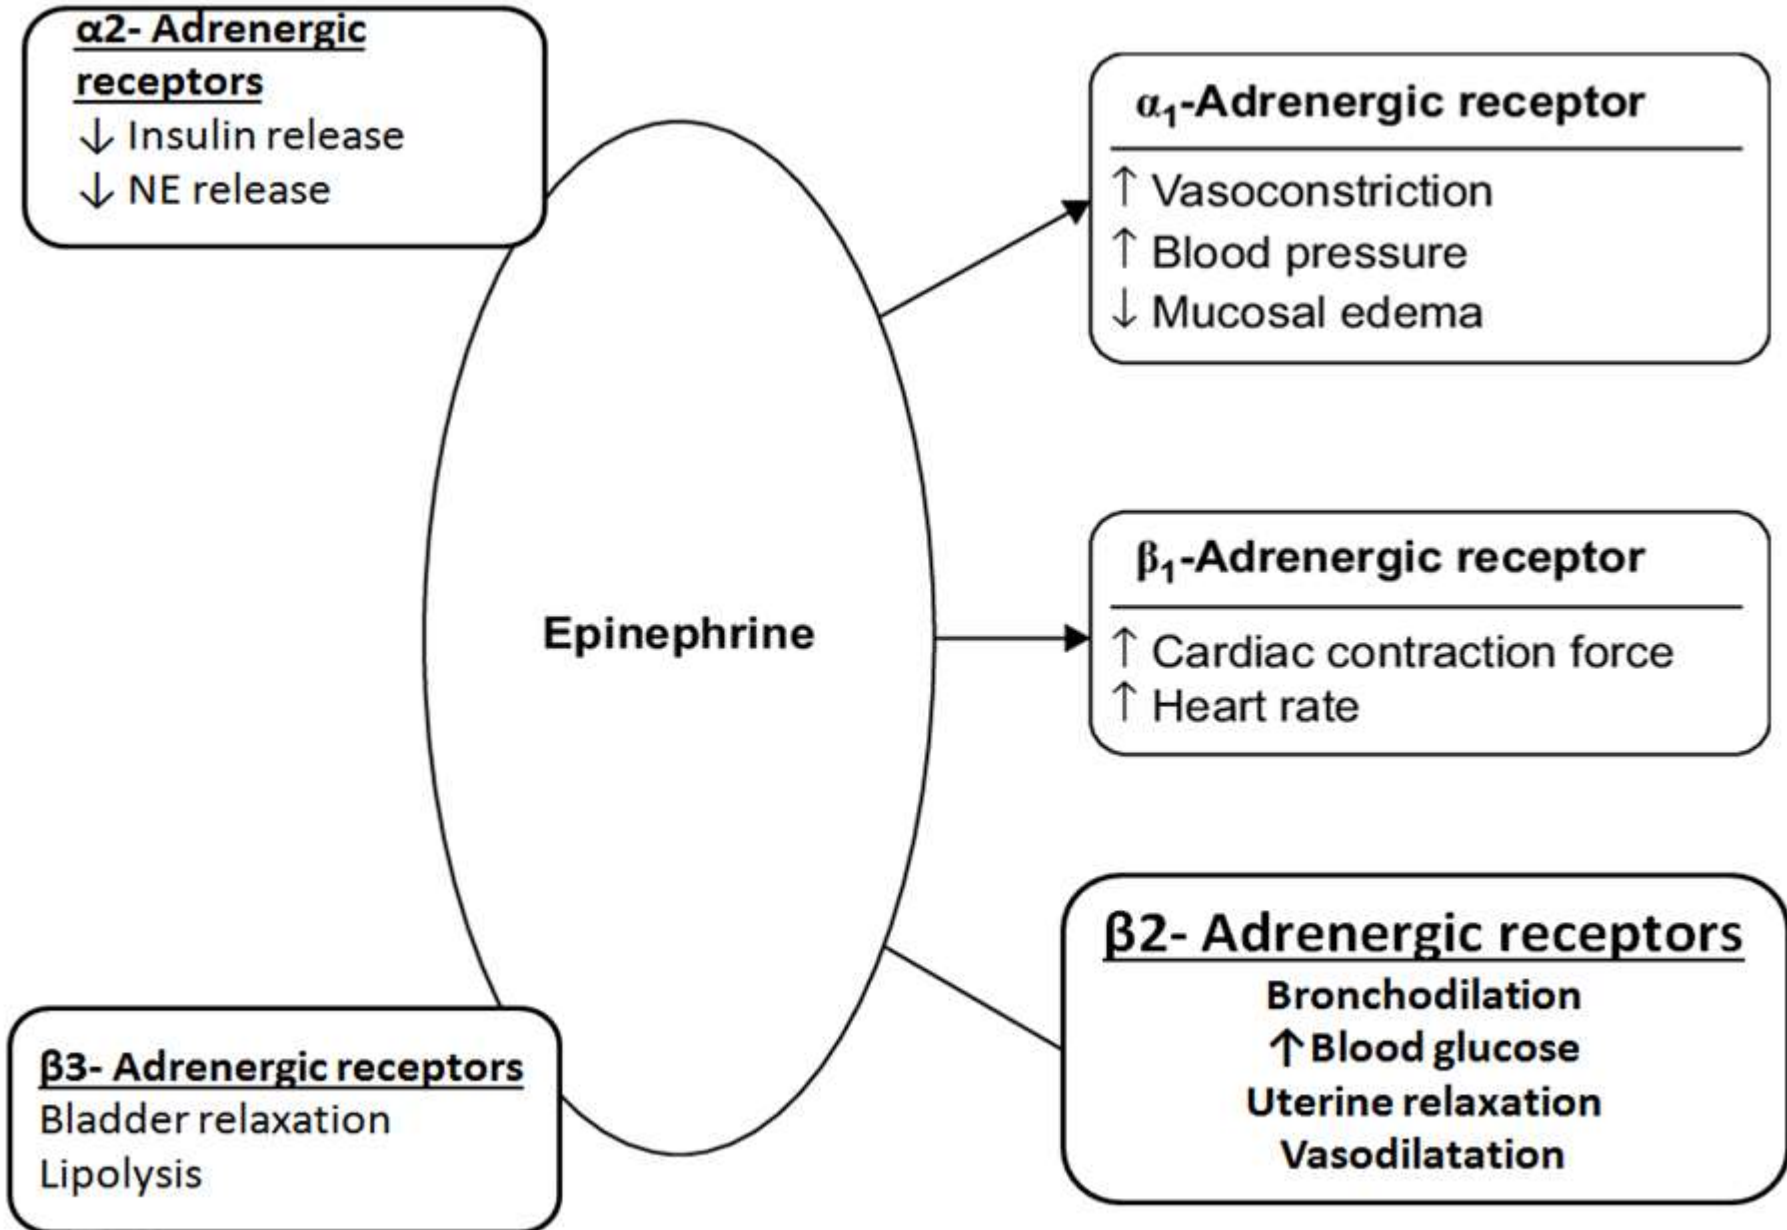 α2- Adrenergic
receptors
↓ Insulin release
↓ NE release
α₁-Adrenergic receptor
↑ Vasoconstriction
↑ Blood pressure
↓ Mucosal edema
Epinephrine
β₁-Adrenergic receptor
↑ Cardiac contraction force
↑ Heart rate
β2- Adrenergic receptors
Bronchodilation
↑Blood glucose
Uterine relaxation
Vasodilatation
β3- Adrenergic receptors
Bladder relaxation
Lipolysis